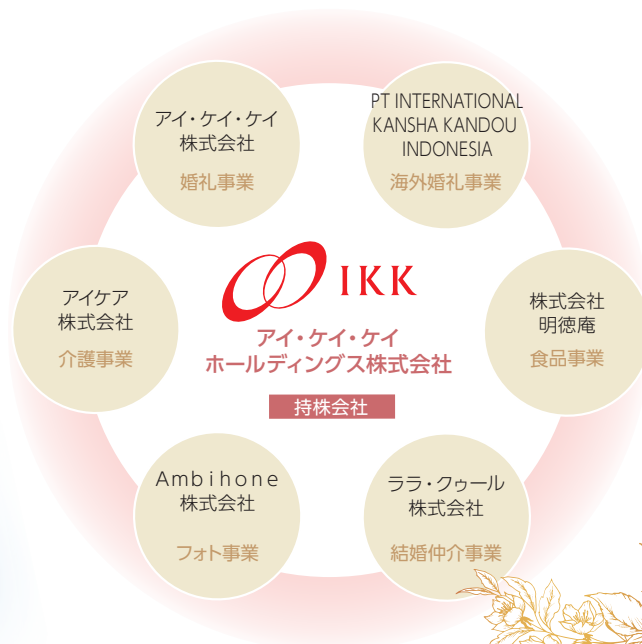 アイ・ケイ・ケイ
株式会社
婚礼事業
PT INTERNATIONAL
KANSHA KANDOU
INDONESIA
海外婚礼事業
IKK
アイ・ケイ・ケイ
ホールディングス株式会社
持株会社
アイケア
株式会社
介護事業
株式会社
明徳庵
食品事業
Ambihone
株式会社
フォト事業
ララ・クゥール
株式会社
結婚仲介事業